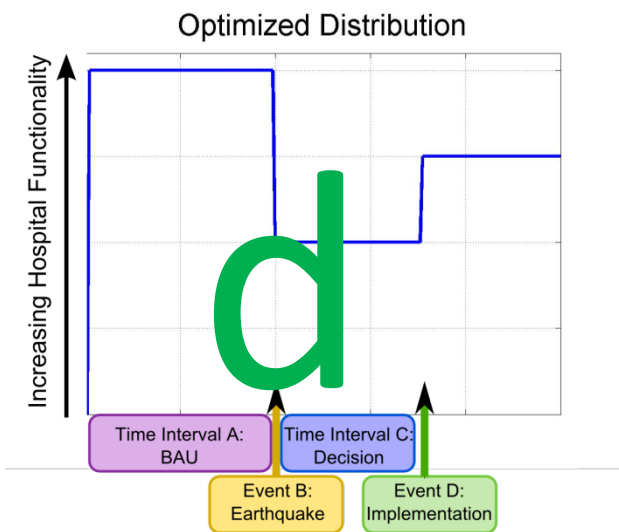 Optimized Distribution
Increasing Hospital Functionality
d
Time Interval A:
BAU
Time Interval C:
Decision
Event B:
Earthquake
Event D:
Implementation